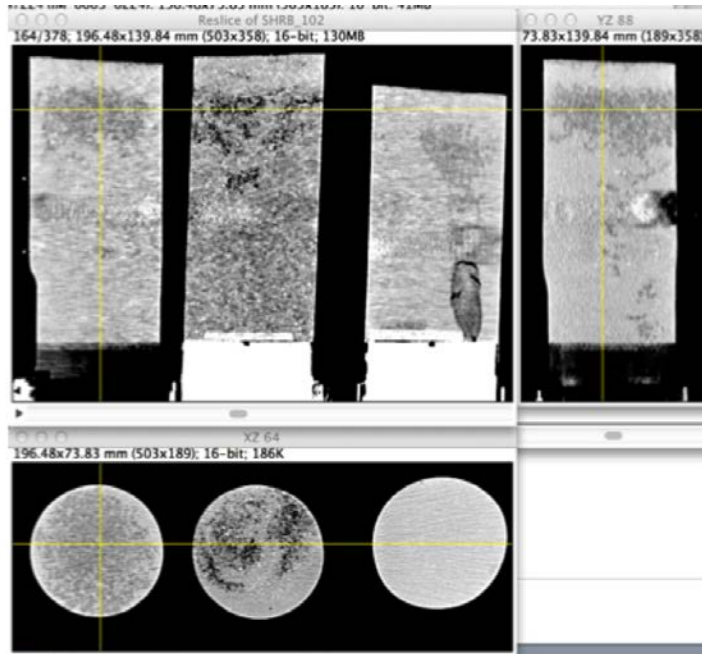 Reslice of SHRB_102
164/378; 196.48x139.84 mm (503x358); 16-bit; 130MB
YZ 88
73.83x139.84 mm (189x358
XZ 64
196.48x73.83 mm (503x189); 16-bit; 186K